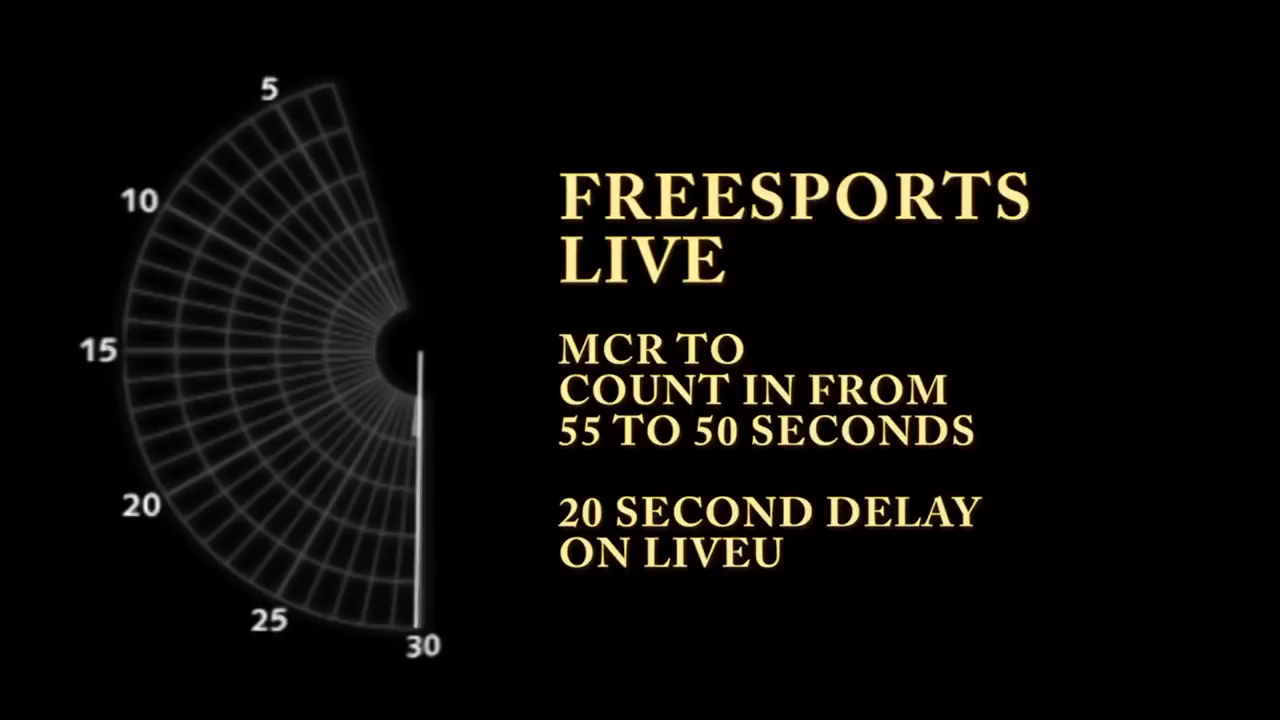 5
10
15
20
25
30
FREESPORTS
LIVE
MCR TO
COUNT IN FROM
55 TO 50 SECONDS
20 SECOND DELAY
ON LIVEU